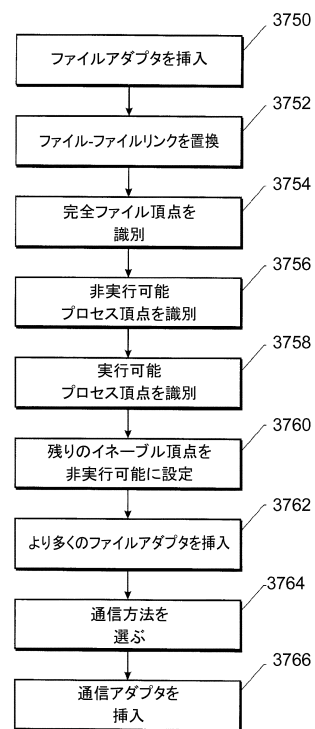 3750
ファイルアダプタを挿入
3752
ファイル-ファイルリンクを置換
3754
完全ファイル頂点を
識別
3756
非実行可能
プロセス頂点を識別
3758
実行可能
プロセス頂点を識別
3760
残りのイネーブル頂点を
非実行可能に設定
3762
より多くのファイルアダプタを挿入
3764
通信方法を
選ぶ
3766
通信アダプタを
挿入